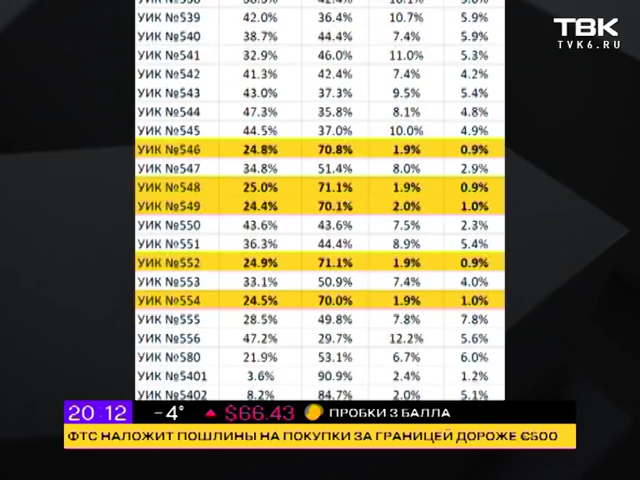 УИК №539 42.0% 36.4% 10.7% 5.9%
УИК №540 38.7% 44.4% 7.4% 5.9%
УИК №541 32.9% 46.0% 11.0% 5.3%
УИК №542 41.3% 42.4% 7.4% 4.2%
УИК №543 43.0% 37.3% 9.5% 5.4%
УИК №544 47.3% 35.8% 8.1% 4.8%
УИК №545 44.5% 37.0% 10.0% 4.9%
УИК №546 24.8% 70.8% 1.9% 0.9%
УИК №547 34.8% 51.4% 8.0% 2.9%
УИК №548 25.0% 71.1% 1.9% 0.9%
УИК №549 24.4% 70.1% 2.0% 1.0%
УИК №550 43.6% 43.6% 7.5% 2.3%
УИК №551 36.3% 44.4% 8.9% 5.4%
УИК №552 24.9% 71.1% 1.9% 0.9%
УИК №553 33.1% 50.9% 7.4% 4.0%
УИК №554 24.5% 70.0% 1.9% 1.0%
УИК №555 28.5% 49.8% 7.8% 7.8%
УИК №556 47.2% 29.7% 12.2% 5.6%
УИК №580 21.9% 53.1% 6.7% 6.0%
УИК №5401 3.6% 90.9% 2.4% 1.2%
УИК №5402 8.2% 84.7% 2.0% 5.1%
ТВК
TVK6.RU
20:12 -4° $66.43 ПРОБКИ 3 БАЛЛА
ФТС НАЛОЖИТ ПОШЛИНЫ НА ПОКУПКИ ЗА ГРАНИЦЕЙ ДОРОЖЕ €500